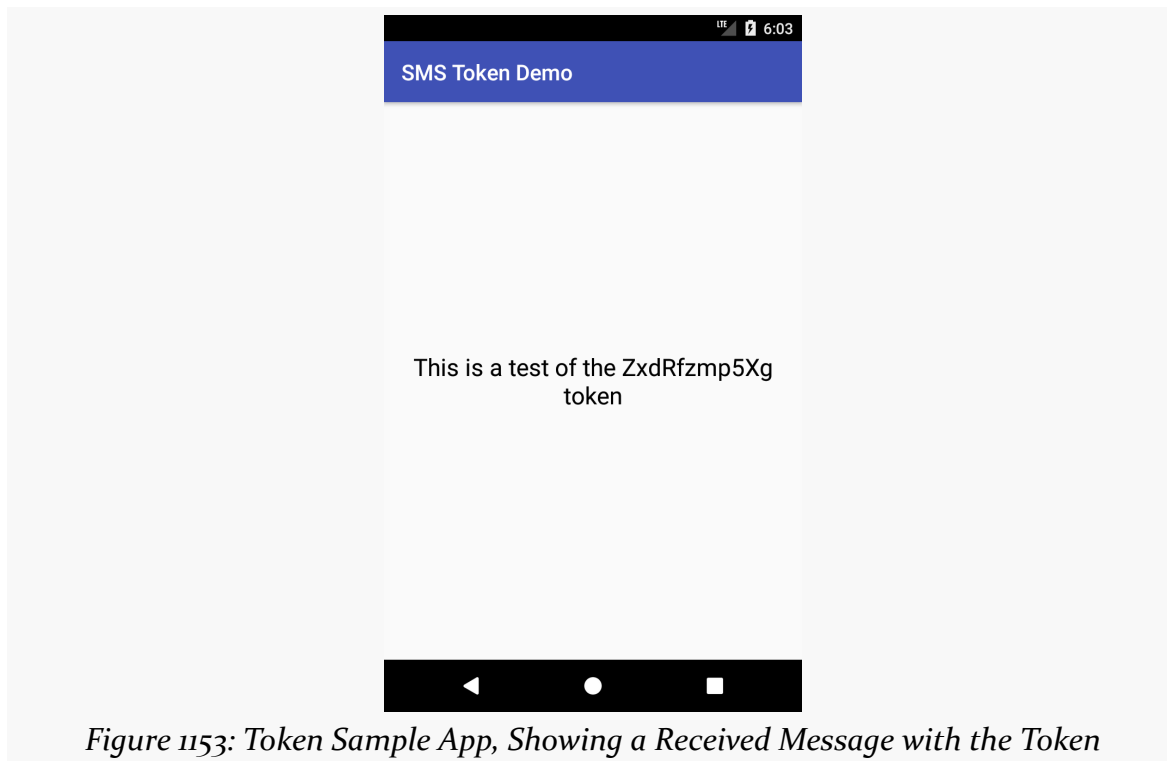 LTE 6:03
SMS Token Demo
This is a test of the ZxdRfzmp5Xg
token
Figure 1153: Token Sample App, Showing a Received Message with the Token